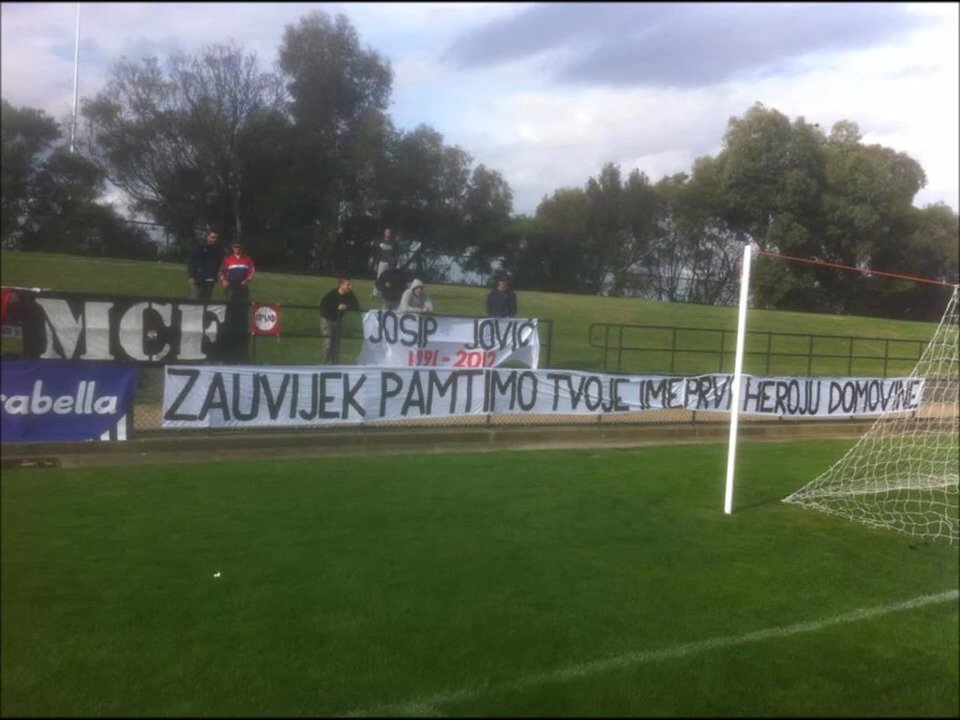 JOSIP JOVIĆ
1991-2012
MCF
rabella
ZAUVIJEK PAMTIMO TVOJE IME PRVI HEROJU DOMOVINE